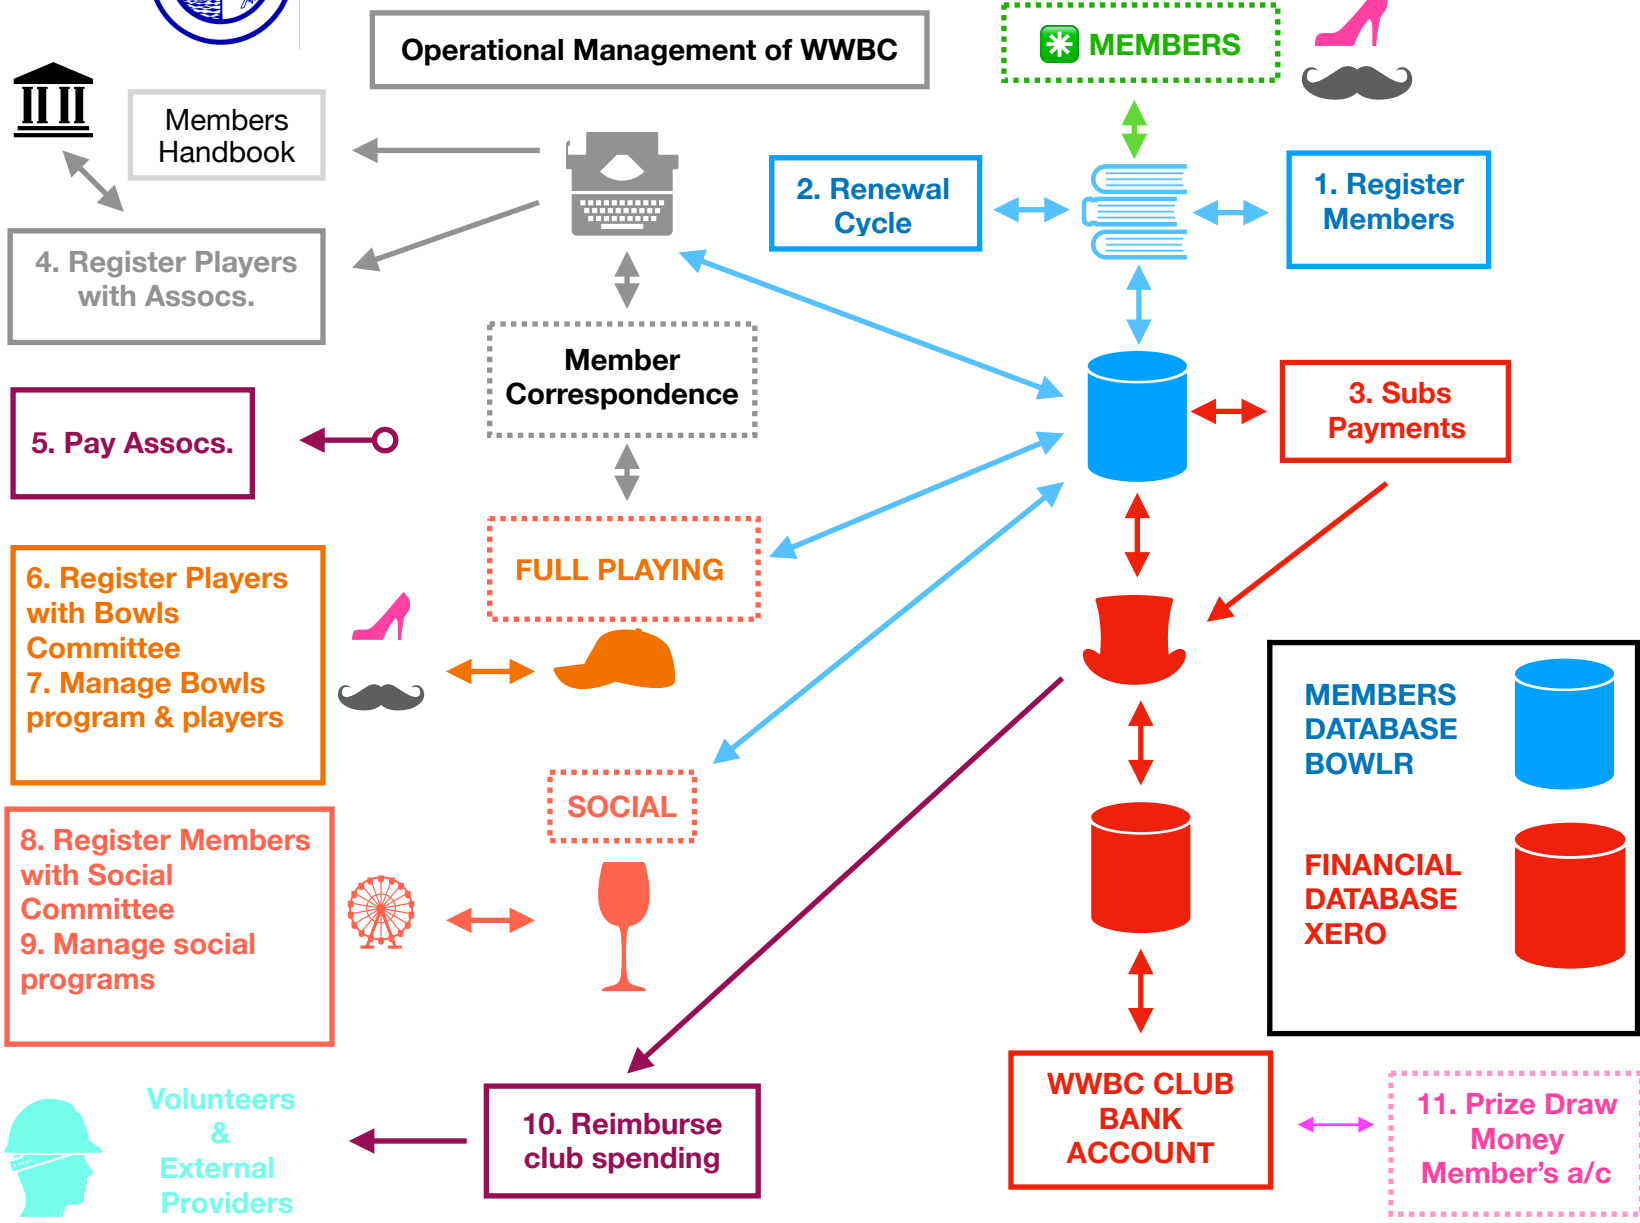 Operational Management of WWBC
MEMBERS
Members
Handbook
2. Renewal
Cycle
1. Register
Members
4. Register Players
with Assocs.
Member
Correspondence
3. Subs
Payments
5. Pay Assocs.
FULL PLAYING
6. Register Players
with Bowls
Committee
7. Manage Bowls
program & players
MEMBERS
DATABASE
BOWLR
SOCIAL
8. Register Members
with Social
Committee
9. Manage social
programs
FINANCIAL
DATABASE
XERO
Volunteers
&
External
Providers
10. Reimburse
club spending
WWBC CLUB
BANK
ACCOUNT
11. Prize Draw
Money
Member’s a/c